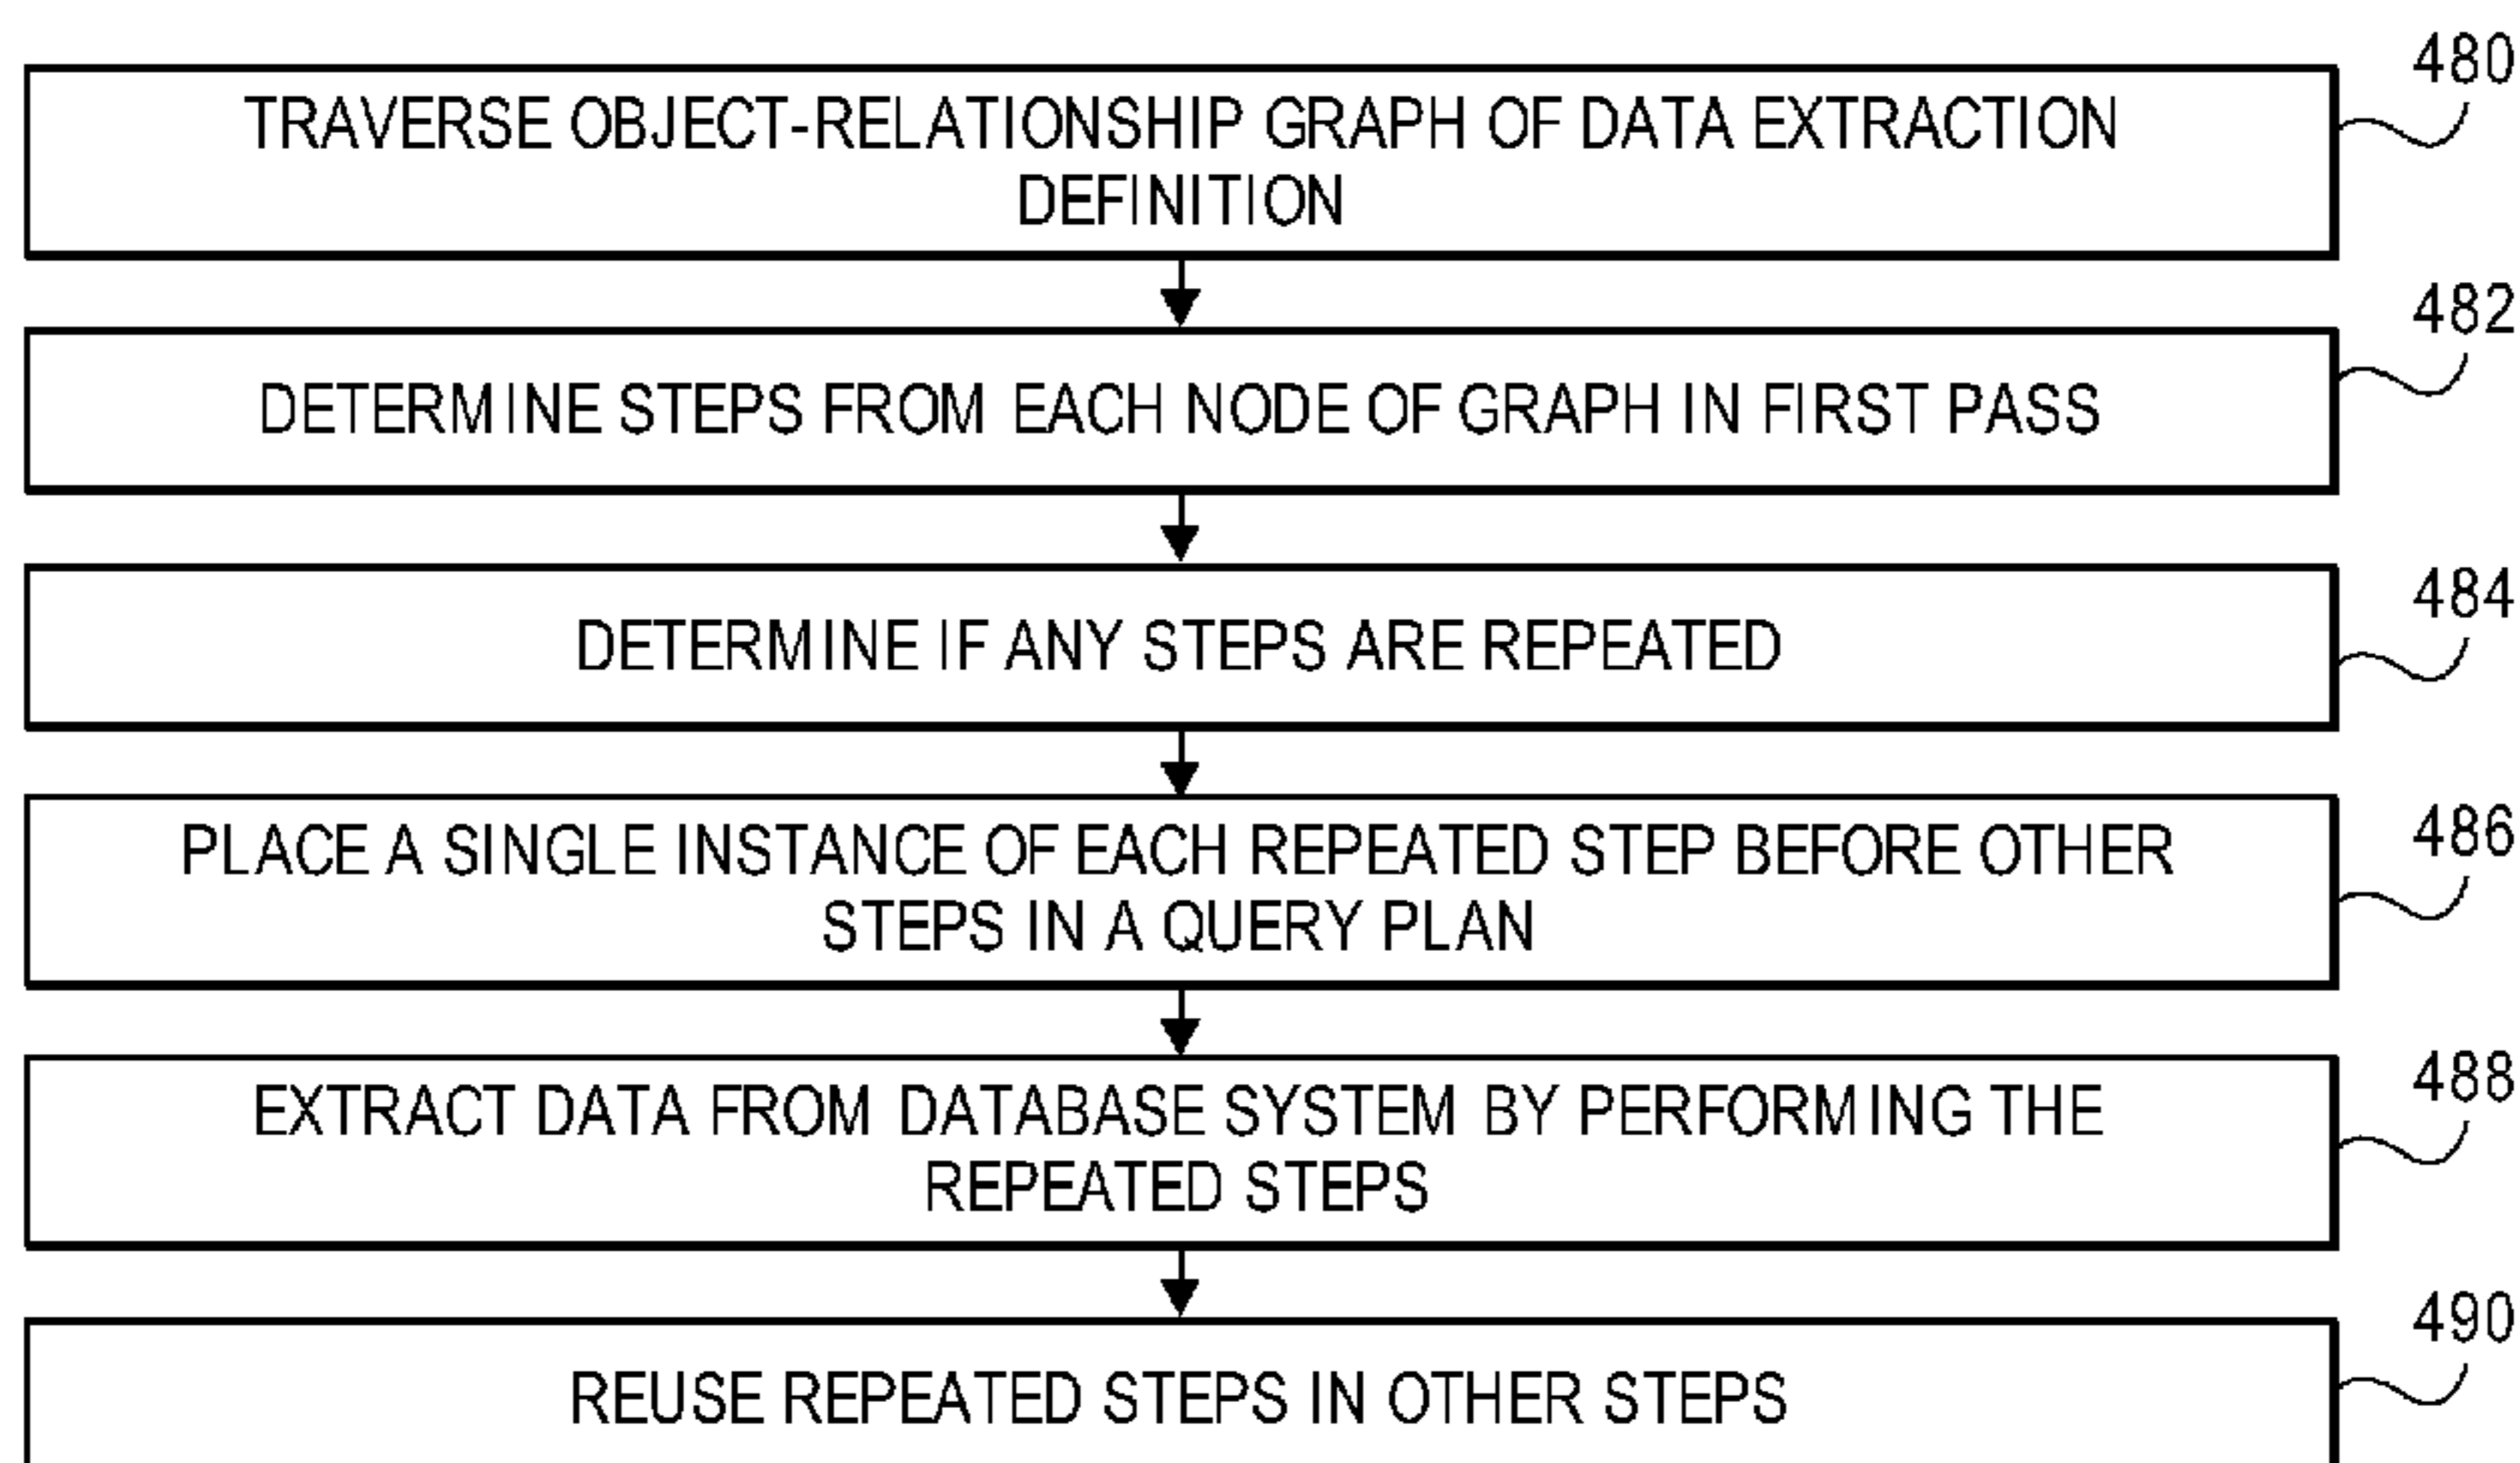 480
TRAVERSE OBJECT-RELATIONSHIP GRAPH OF DATA EXTRACTION
DEFINITION
482
DETERMINE STEPS FROM EACH NODE OF GRAPH IN FIRST PASS
484
DETERMINE IF ANY STEPS ARE REPEATED
486
PLACE A SINGLE INSTANCE OF EACH REPEATED STEP BEFORE OTHER
STEPS IN A QUERY PLAN
488
EXTRACT DATA FROM DATABASE SYSTEM BY PERFORMING THE
REPEATED STEPS
490
REUSE REPEATED STEPS IN OTHER STEPS